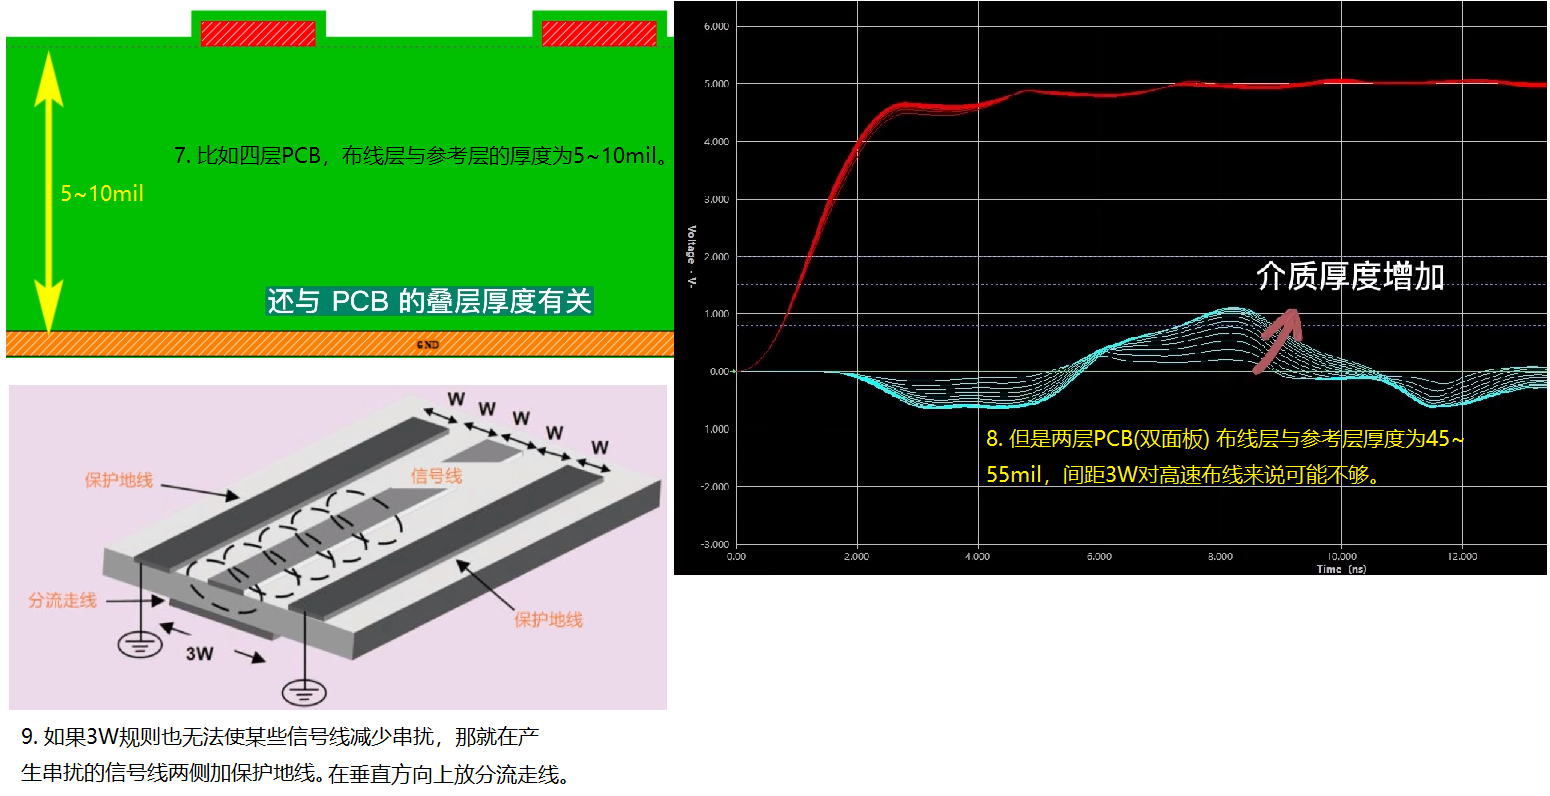 7. 比如四层PCB，布线层与参考层的厚度为5~10mil。
5~10mil
还与 PCB 的叠层厚度有关
GND
6.000
5.000
4.000
3.000
2.000
1.000
0.00
1.000
-2.000
-3.000
Voltage - V-
介质厚度增加
8. 但是两层PCB(双面板) 布线层与参考层厚度为45~
55mil，间距3W对高速布线来说可能不够。
0.00 2.000 4.000 6.000 8.000 10.000 12.000
Time (ns)
W W W W W
保护地线
信号线
分流走线
保护地线
3W
9. 如果3W规则也无法使某些信号线减少串扰，那就在产
生串扰的信号线两侧加保护地线。在垂直方向上放分流走线。